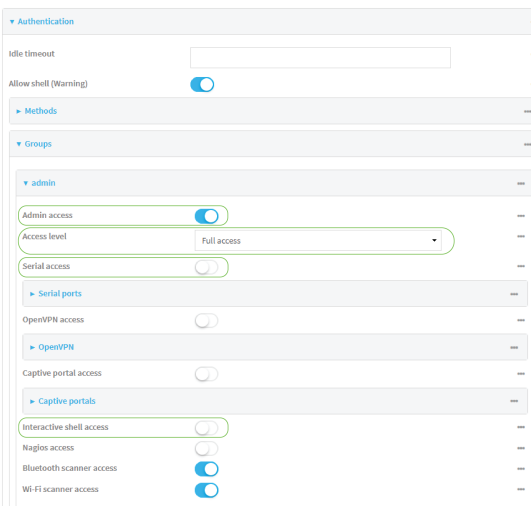 Authentication
Idle timeout
Allow shell (Warning)
Methods
Groups
admin
Admin access
Access level
Full access
Serial access
Serial ports
OpenVPN access
OpenVPN
Captive portal access
Captive portals
Interactive shell access
Nagios access
Bluetooth scanner access
Wi-Fi scanner access